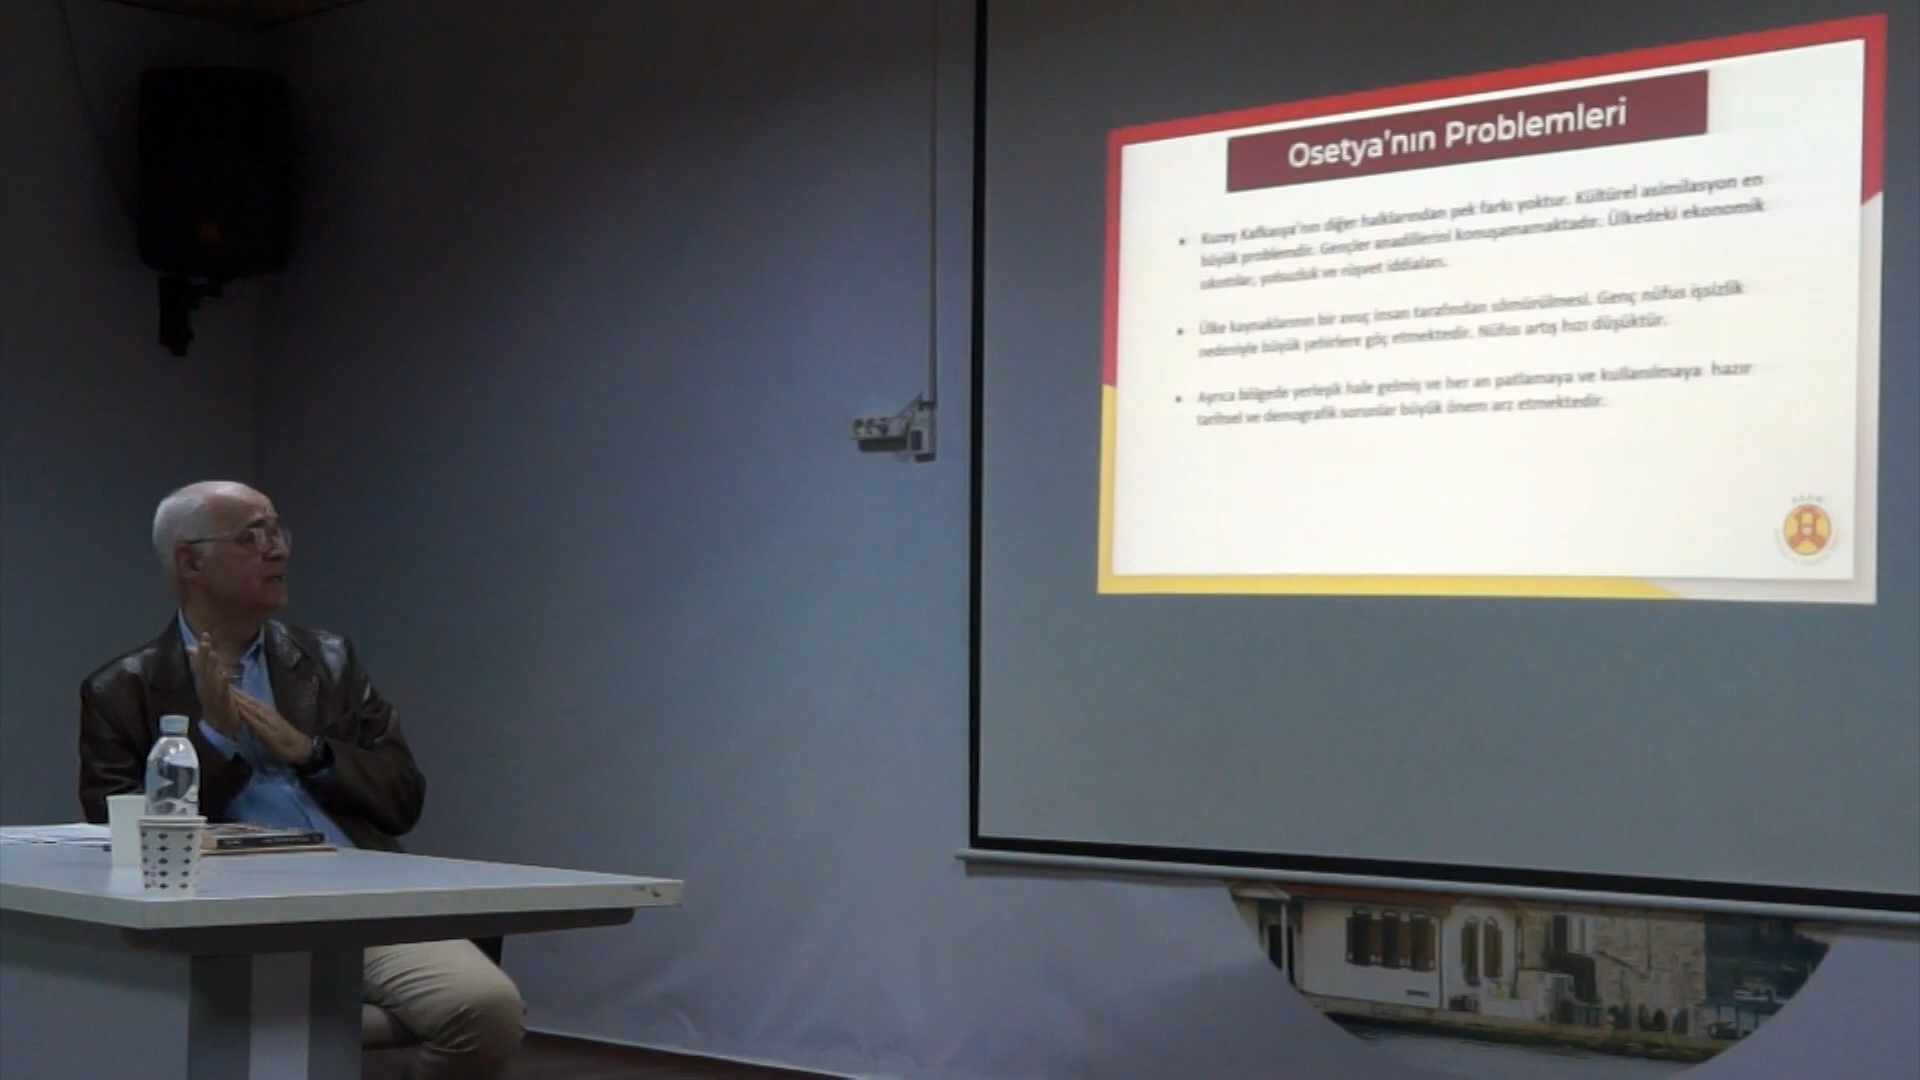 Osetya'nın Problemleri
• Kuzey Kafkasya'nın diğer halklarından pek farkı yoktur. Kültürel asimilasyon en
büyük problemdir. Gençler anadillerini konuşamamaktadır. Ülkedeki ekonomik
sıkıntılar, yolsuzluk ve rüşvet iddiaları.
• Ülke kaynaklarının bir avuç insan tarafından sömürülmesi. Genç nüfus işsizlik
nedeniyle büyük şehirlere göç etmektedir. Nüfus artış hızı düşüktür.
• Ayrıca bölgede yerleşik hale gelmiş ve her an patlamaya ve kullanılmaya hazır
tarihsel ve demografik sorunlar büyük önem arz etmektedir.